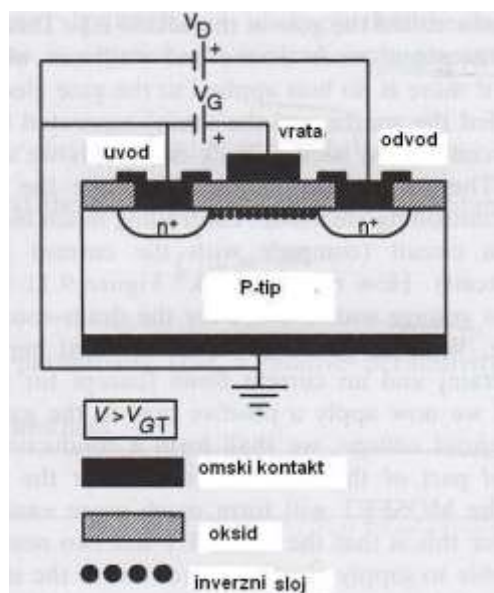 V_D
+
V_G
+
vrata
uvod
odvod
n+
n+
P-tip
V > V_GT
omski kontakt
oksid
inverzni sloj